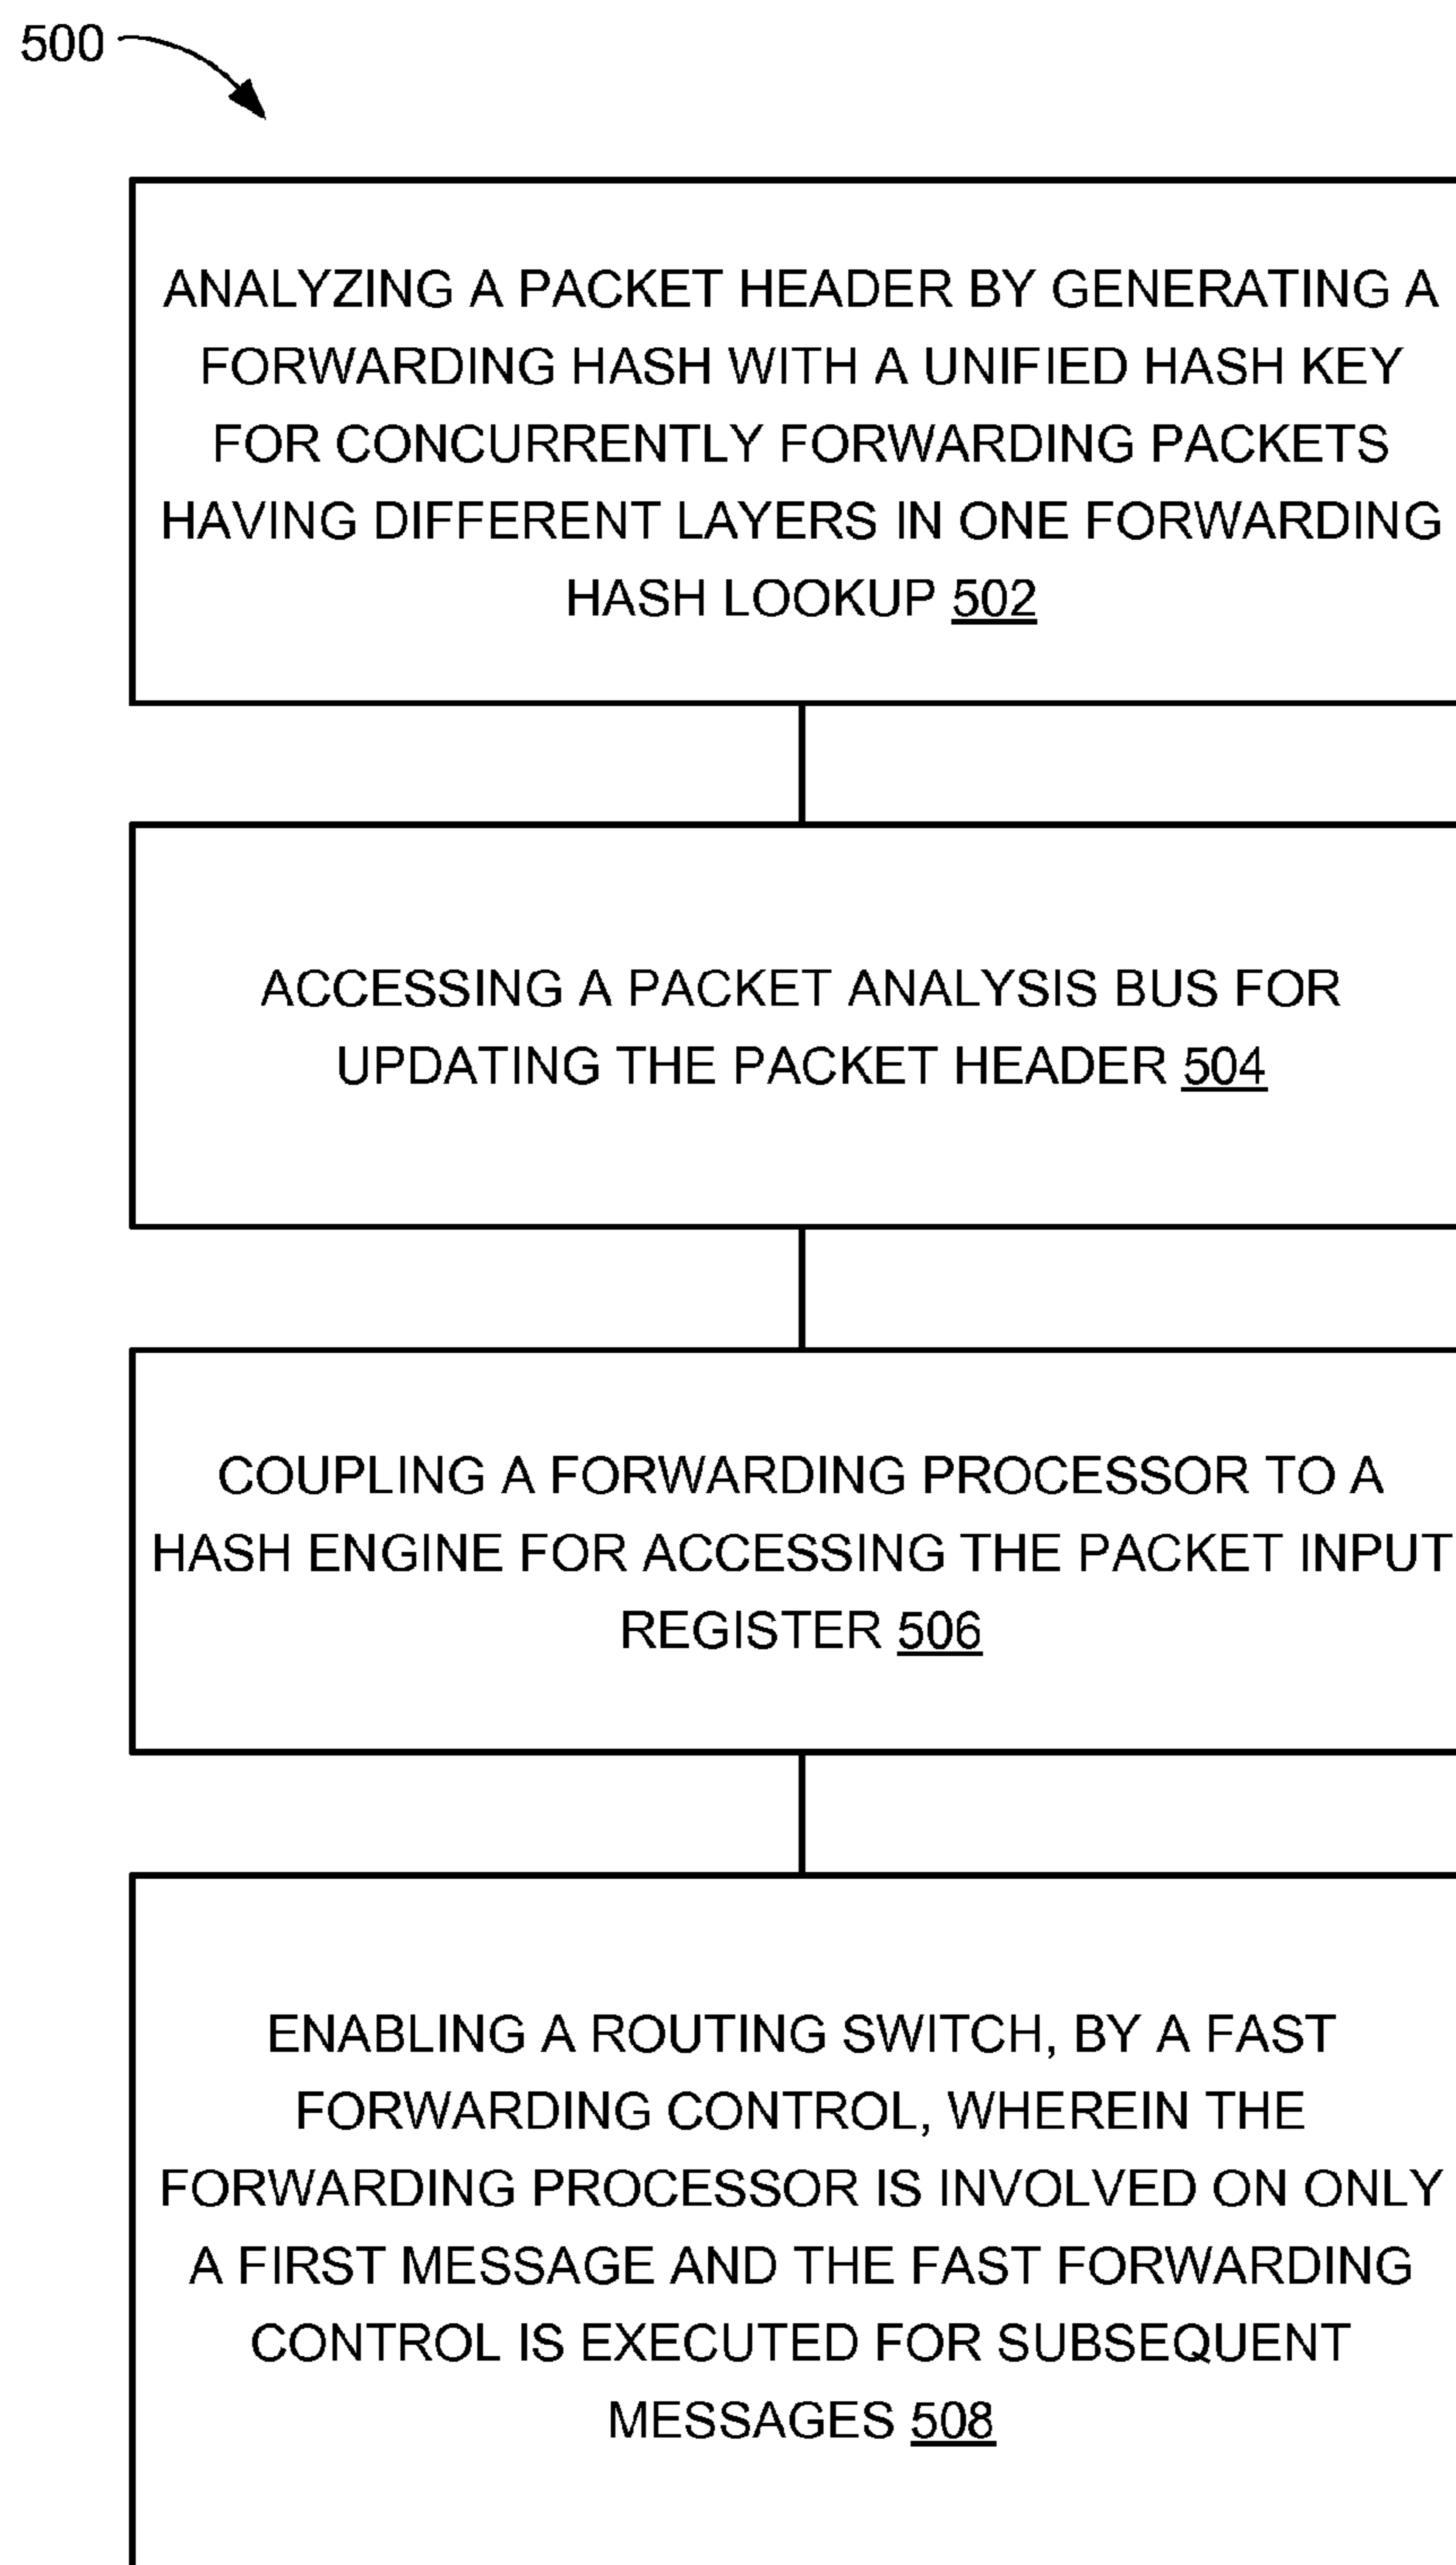 500
ANALYZING A PACKET HEADER BY GENERATING A
FORWARDING HASH WITH A UNIFIED HASH KEY
FOR CONCURRENTLY FORWARDING PACKETS
HAVING DIFFERENT LAYERS IN ONE FORWARDING
HASH LOOKUP 502
ACCESSING A PACKET ANALYSIS BUS FOR
UPDATING THE PACKET HEADER 504
COUPLING A FORWARDING PROCESSOR TO A
HASH ENGINE FOR ACCESSING THE PACKET INPUT
REGISTER 506
ENABLING A ROUTING SWITCH, BY A FAST
FORWARDING CONTROL, WHEREIN THE
FORWARDING PROCESSOR IS INVOLVED ON ONLY
A FIRST MESSAGE AND THE FAST FORWARDING
CONTROL IS EXECUTED FOR SUBSEQUENT
MESSAGES 508